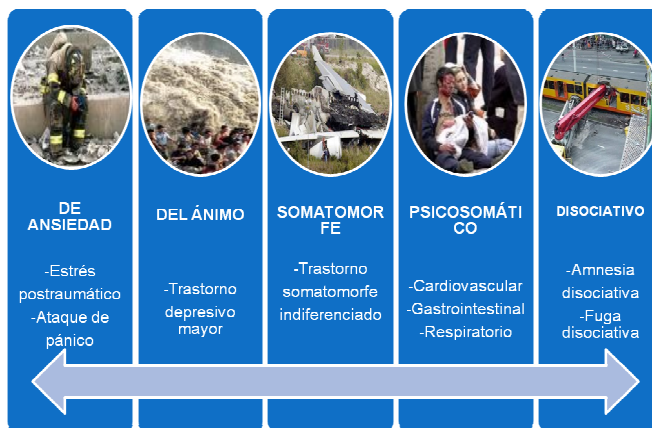 DE
ANSIEDAD
-Estrés
postraumático
-Ataque de
pánico
DEL ÁNIMO
-Trastorno
depresivo
mayor
SOMATOMOR
FE
-Trastorno
somatomorfe
indiferenciado
PSICOSOMÁTI
CO
-Cardiovascular
-Gastrointestinal
-Respiratorio
DISOCIATIVO
-Amnesia
disociativa
-Fuga
disociativa